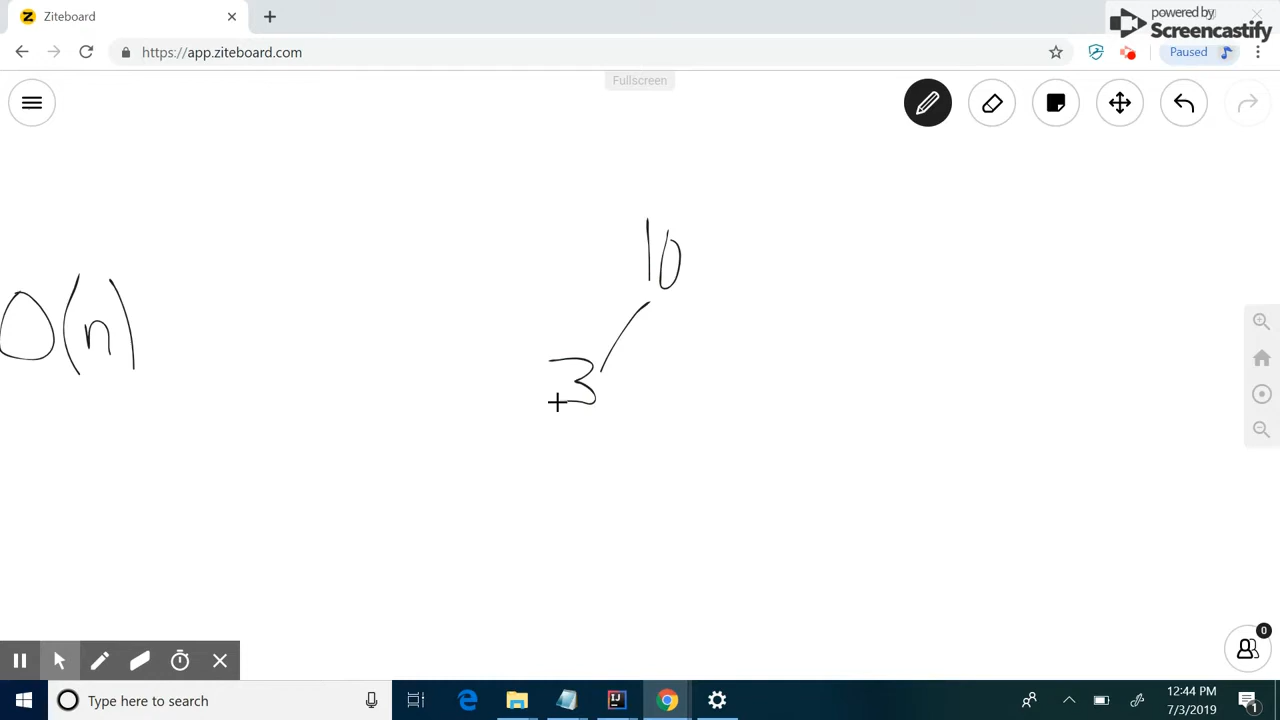 Ziteboard
powered by
Screencastify
https://app.ziteboard.com
Paused
Fullscreen
10
O(n)
3
0
Type here to search
12:44 PM
7/3/2019
1